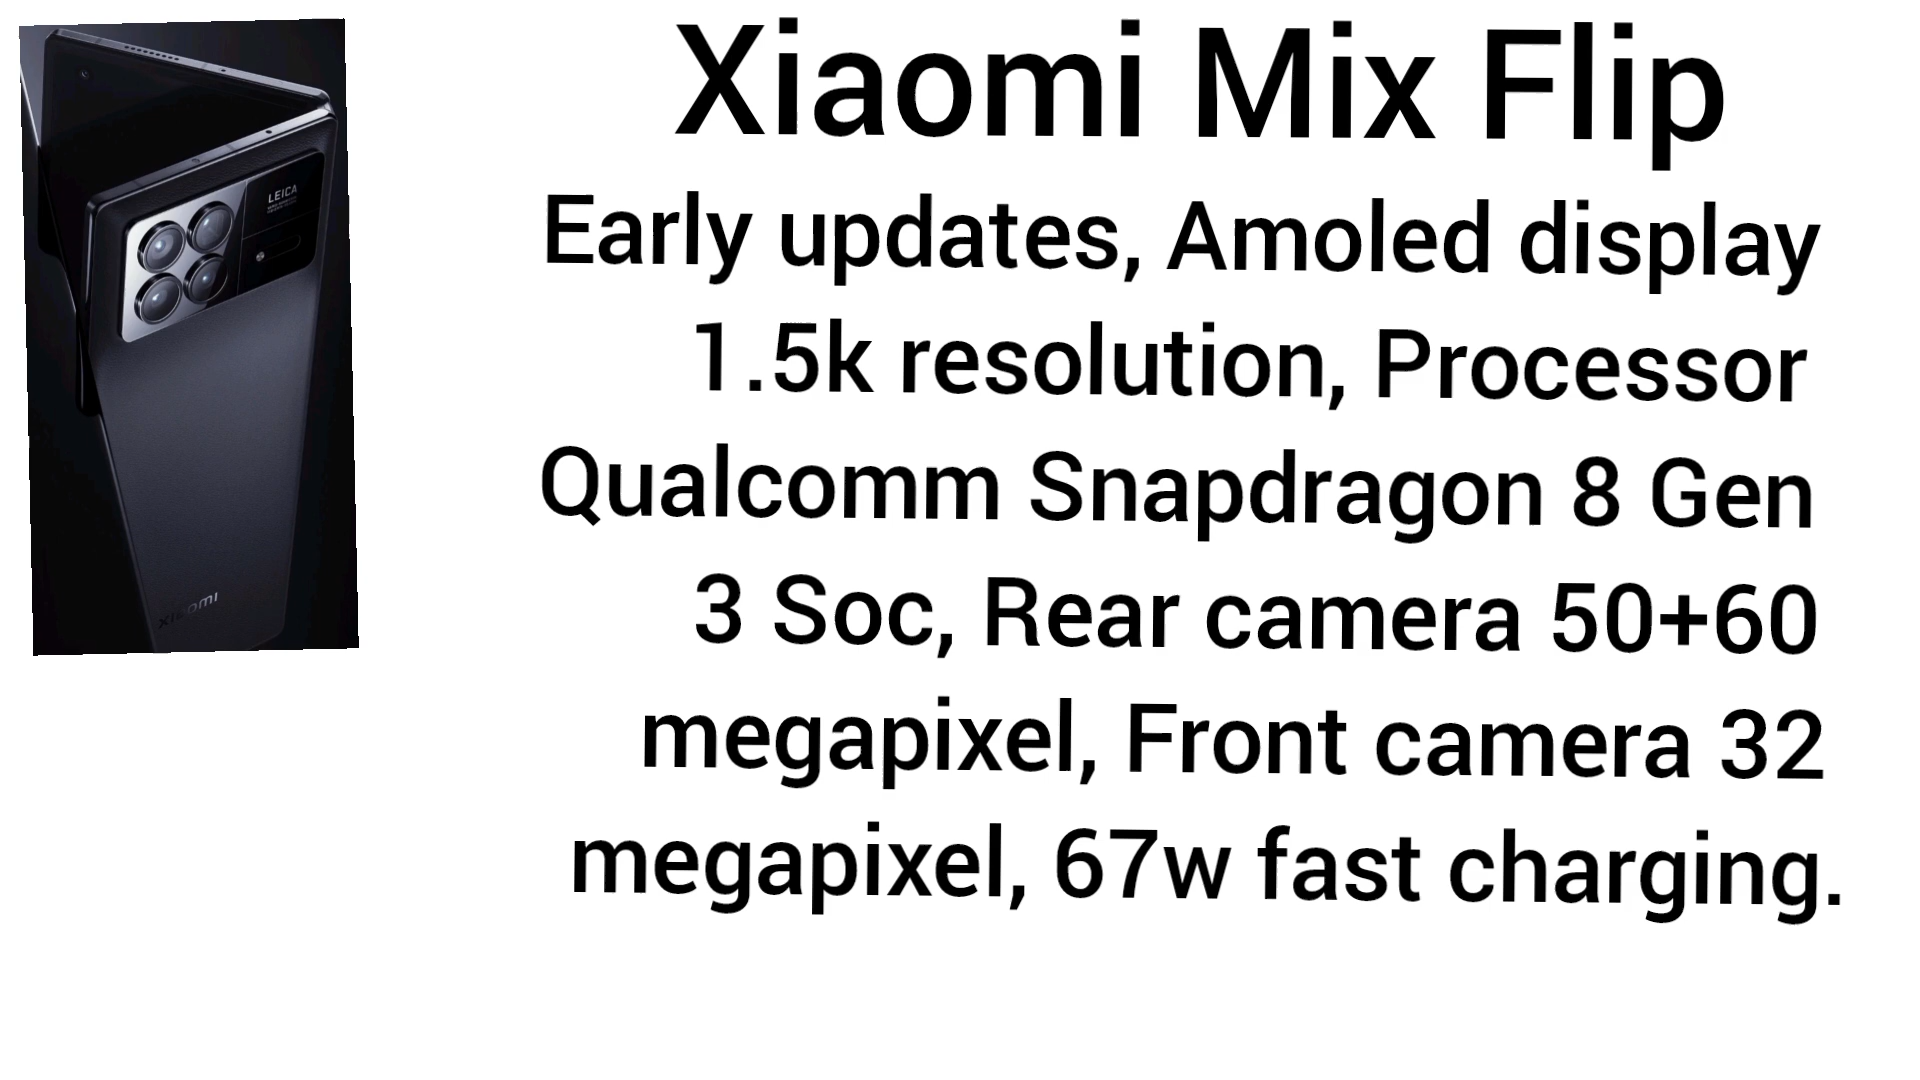 Xiaomi Mix Flip
Early updates, Amoled display
1.5k resolution, Processor
Qualcomm Snapdragon 8 Gen
3 Soc, Rear camera 50+60
megapixel, Front camera 32
megapixel, 67w fast charging.
LEICA
xiaomi